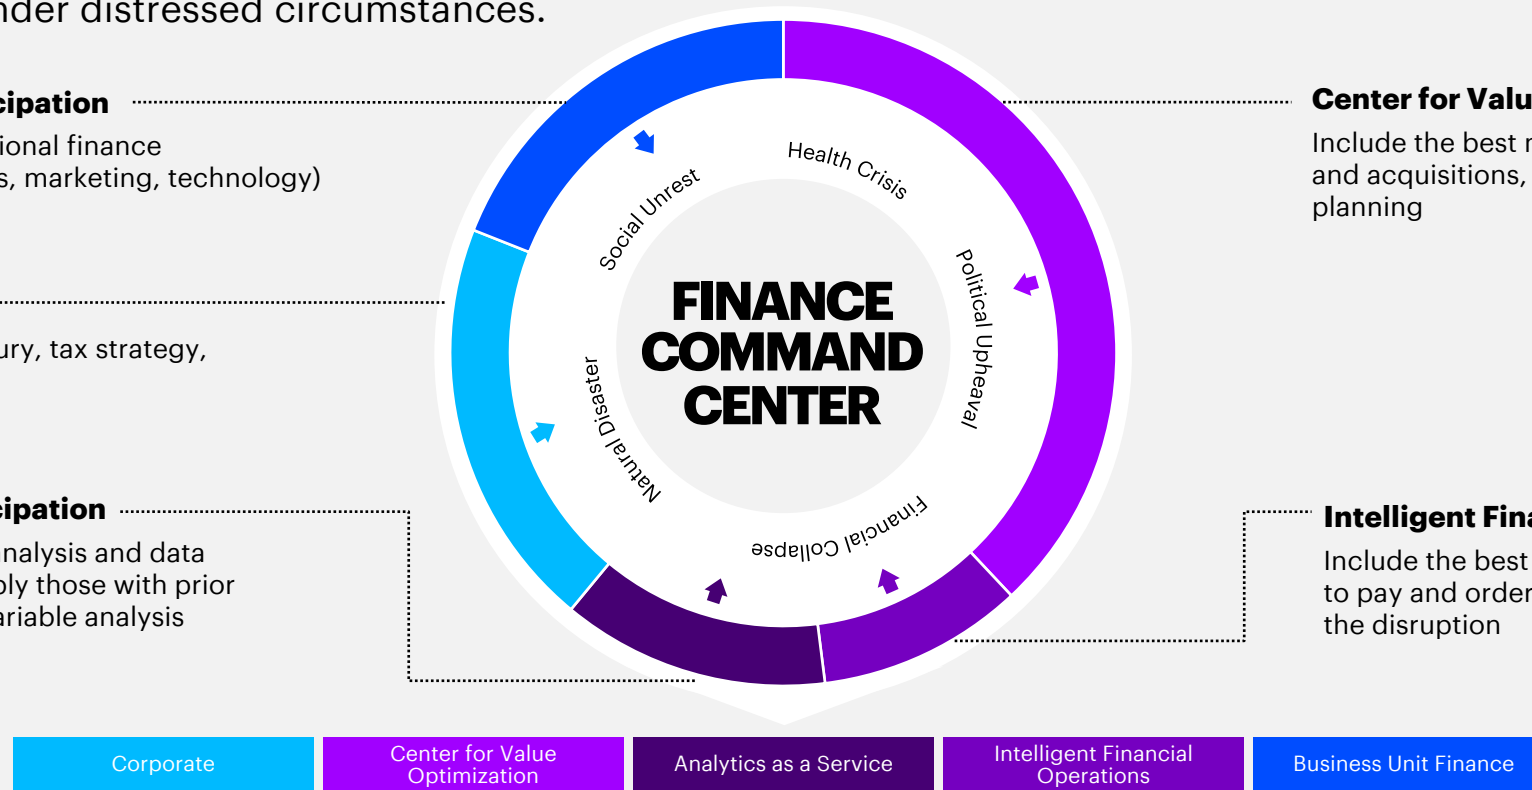 nder distressed circumstances.
cipation
ional finance
s, marketing, technology)
ury, tax strategy,
cipation
analysis and data
bly those with prior
ariable analysis
Social Unrest
Health Crisis
Political Upheaval
Financial Collapse
Natural Disaster
FINANCE
COMMAND
CENTER
Center for Valu
Include the best
and acquisitions,
planning
Intelligent Fina
Include the best
to pay and order
the disruption
Corporate
Center for Value
Optimization
Analytics as a Service
Intelligent Financial
Operations
Business Unit Finance